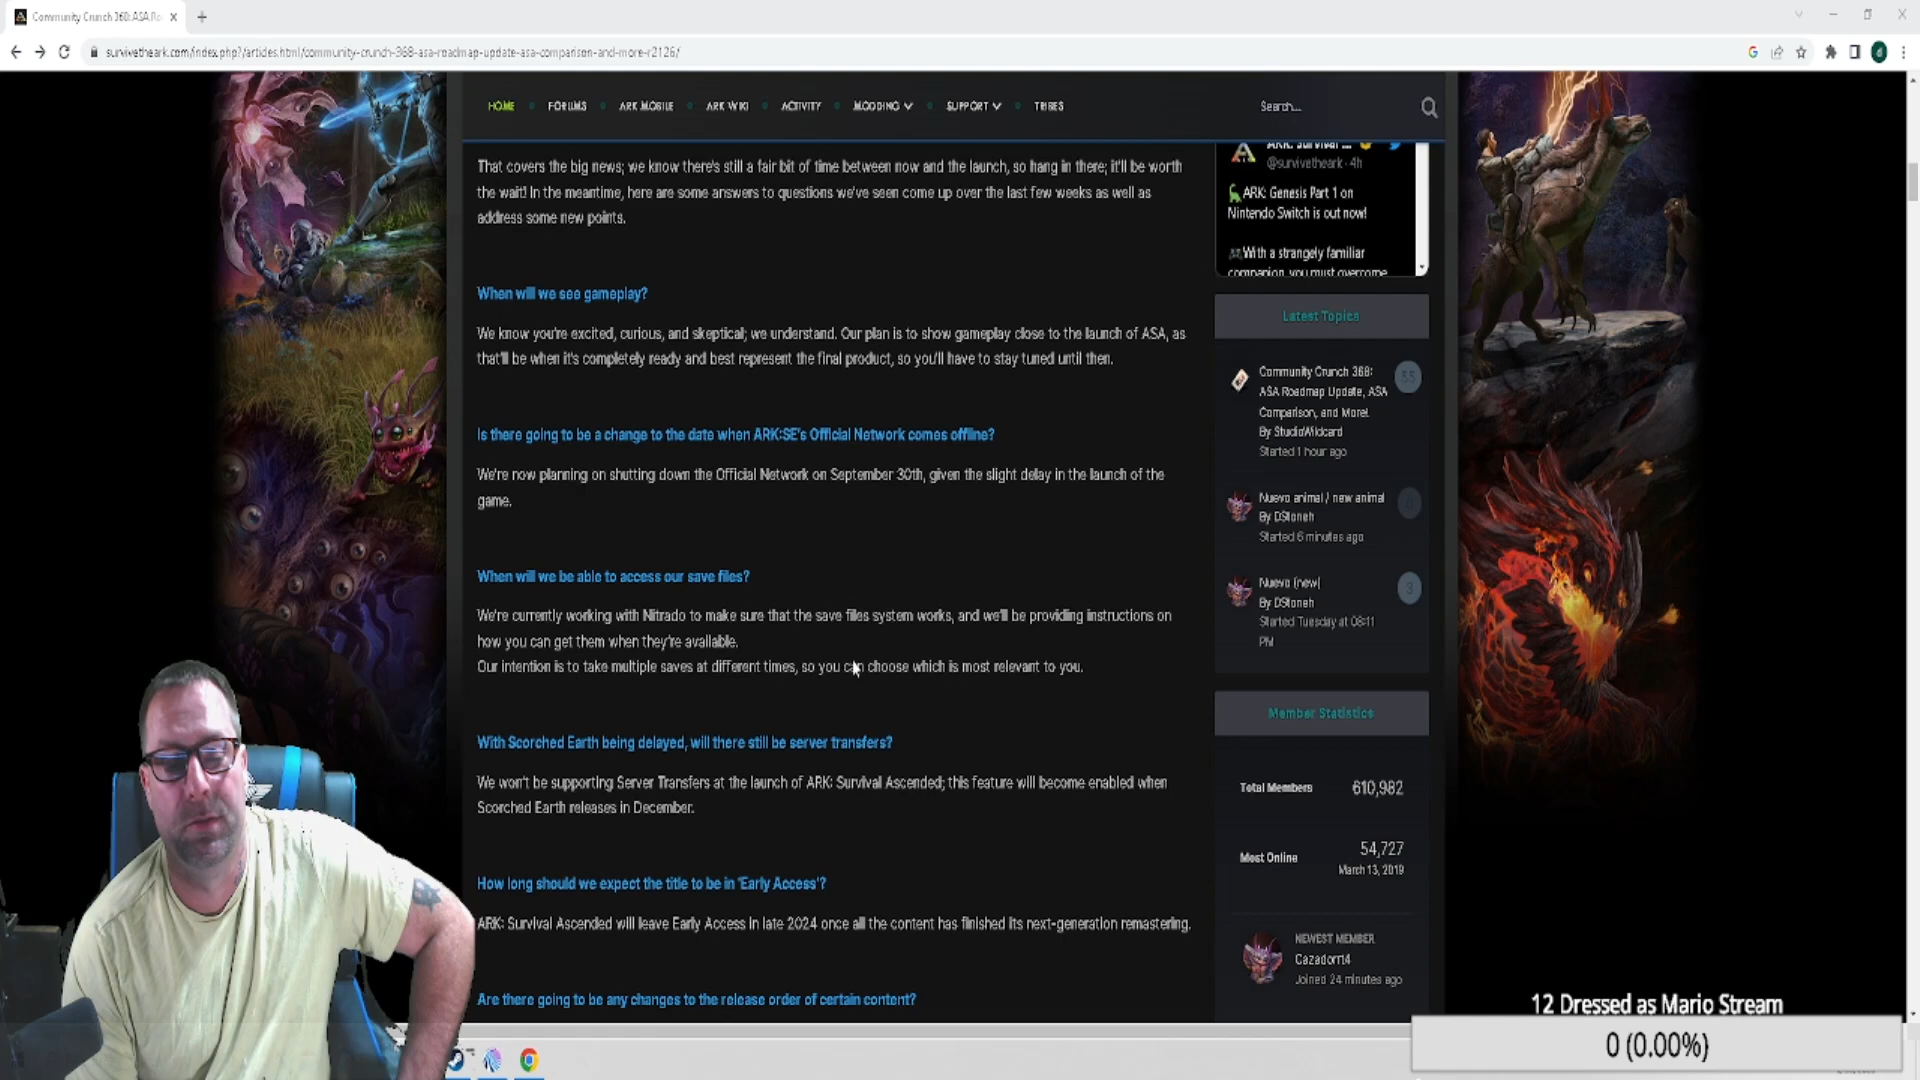 Community Crunch 368: ASA Ro
survivetheark.com/index.php?/articles.html/community-crunch-368-asa-roadmap-update-asa-comparison-and-more-r2126/
HOME FORUMS ARK MOBILE ARK WIKI ACTIVITY MODDING SUPPORT TRIBES Search...
That covers the big news; we know there's still a fair bit of time between now and the launch, so hang in there; it'll be worth
the wait! In the meantime, here are some answers to questions we've seen come up over the last few weeks as well as
address some new points.
When will we see gameplay?
We know you're excited, curious, and skeptical; we understand. Our plan is to show gameplay close to the launch of ASA, as
that'll be when it's completely ready and best represent the final product, so you'll have to stay tuned until then.
Is there going to be a change to the date when ARK:SE's Official Network comes offline?
We're now planning on shutting down the Official Network on September 30th, given the slight delay in the launch of the
game.
When will we be able to access our save files?
We're currently working with Nitrado to make sure that the save files system works, and we'll be providing instructions on
how you can get them when they're available.
Our intention is to take multiple saves at different times, so you can choose which is most relevant to you.
With Scorched Earth being delayed, will there still be server transfers?
We won't be supporting Server Transfers at the launch of ARK: Survival Ascended; this feature will become enabled when
Scorched Earth releases in December.
How long should we expect the title to be in 'Early Access'?
ARK: Survival Ascended will leave Early Access in late 2024 once all the content has finished its next-generation remastering.
Are there going to be any changes to the release order of certain content?
ARK: Survival ...
@survivetheark · 4h
ARK: Genesis Part 1 on
Nintendo Switch is out now!
With a strangely familiar
companion, you must overcome
Latest Topics
Community Crunch 368:
ASA Roadmap Update, ASA
Comparison, and More!
By StudioWildcard
Started 1 hour ago
55
Nuevo animal / new animal
By DStoneh
Started 6 minutes ago
Nuevo (new(
By DStoneh
Started Tuesday at 08:11
PM
3
Member Statistics
Total Members 610,982
Most Online 54,727
March 13, 2019
NEWEST MEMBER
Cazadorrt4
Joined 24 minutes ago
12 Dressed as Mario Stream
0 (0.00%)